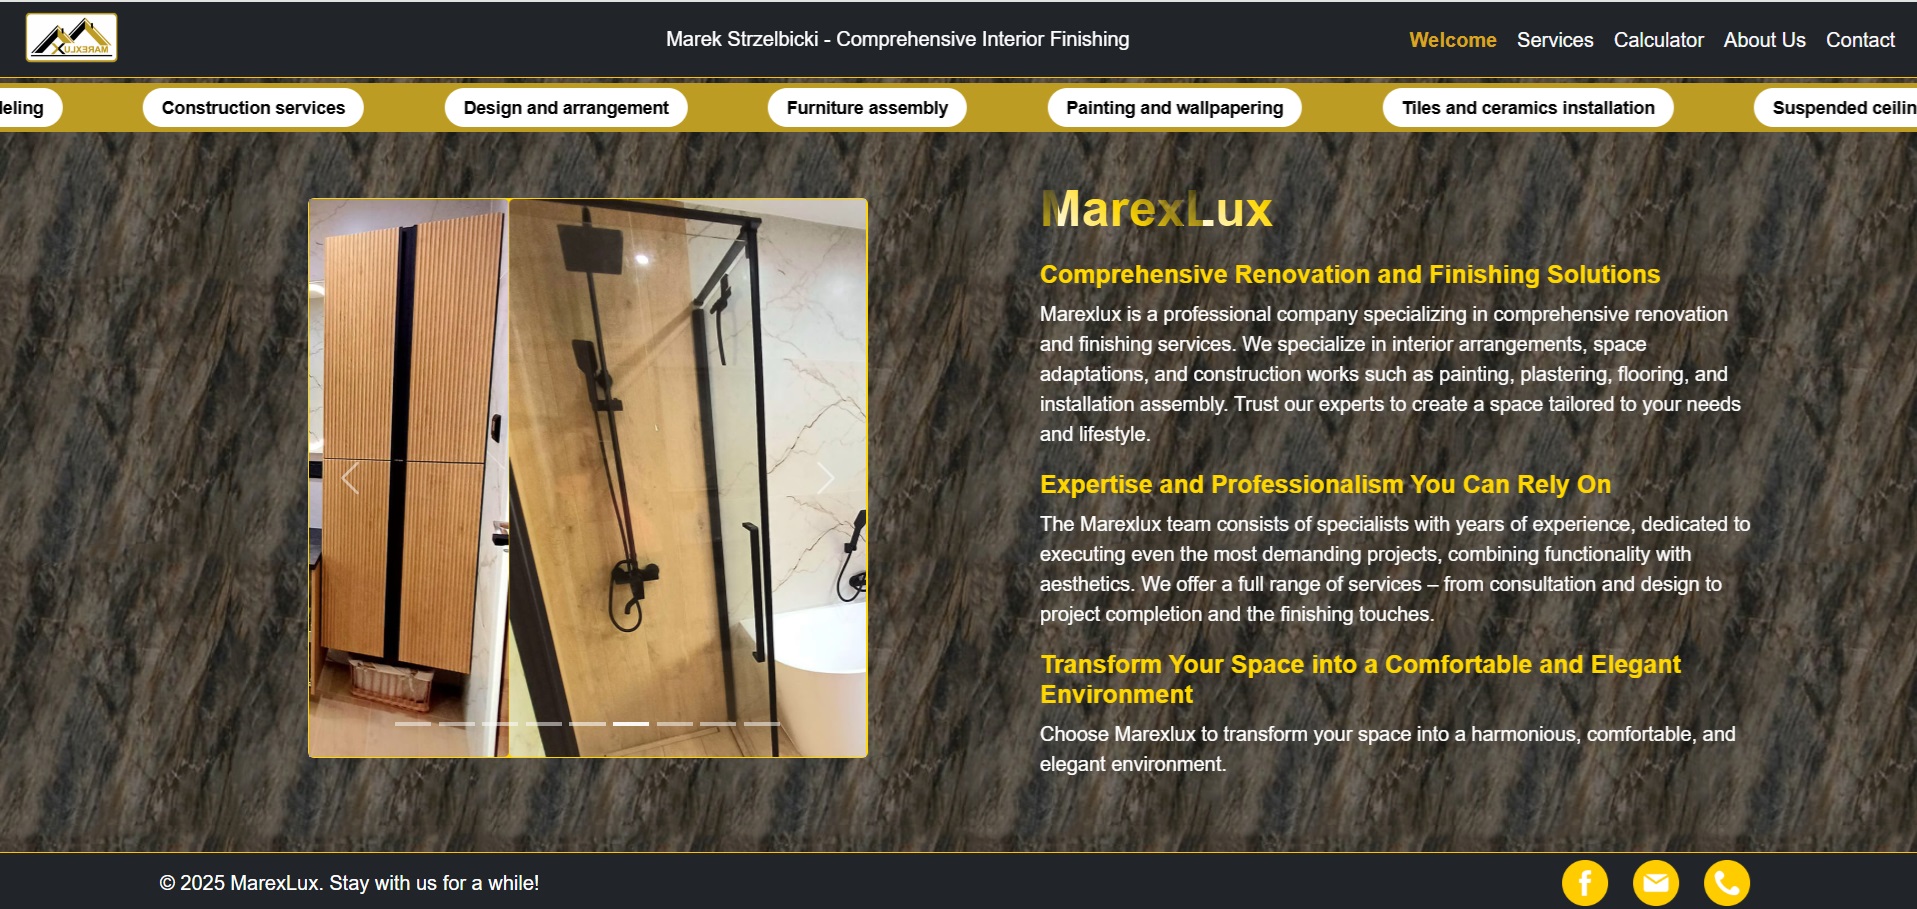 MAREXLUX
Marek Strzelbicki - Comprehensive Interior Finishing
Welcome Services Calculator About Us Contact
Construction services Design and arrangement Furniture assembly Painting and wallpapering Tiles and ceramics installation Suspended
MarexLux
Comprehensive Renovation and Finishing Solutions
Marexlux is a professional company specializing in comprehensive renovation
and finishing services. We specialize in interior arrangements, space
adaptations, and construction works such as painting, plastering, flooring, and
installation assembly. Trust our experts to create a space tailored to your needs
and lifestyle.
Expertise and Professionalism You Can Rely On
The Marexlux team consists of specialists with years of experience, dedicated to
executing even the most demanding projects, combining functionality with
aesthetics. We offer a full range of services – from consultation and design to
project completion and the finishing touches.
Transform Your Space into a Comfortable and Elegant
Environment
Choose Marexlux to transform your space into a harmonious, comfortable, and
elegant environment.
© 2025 MarexLux. Stay with us for a while!